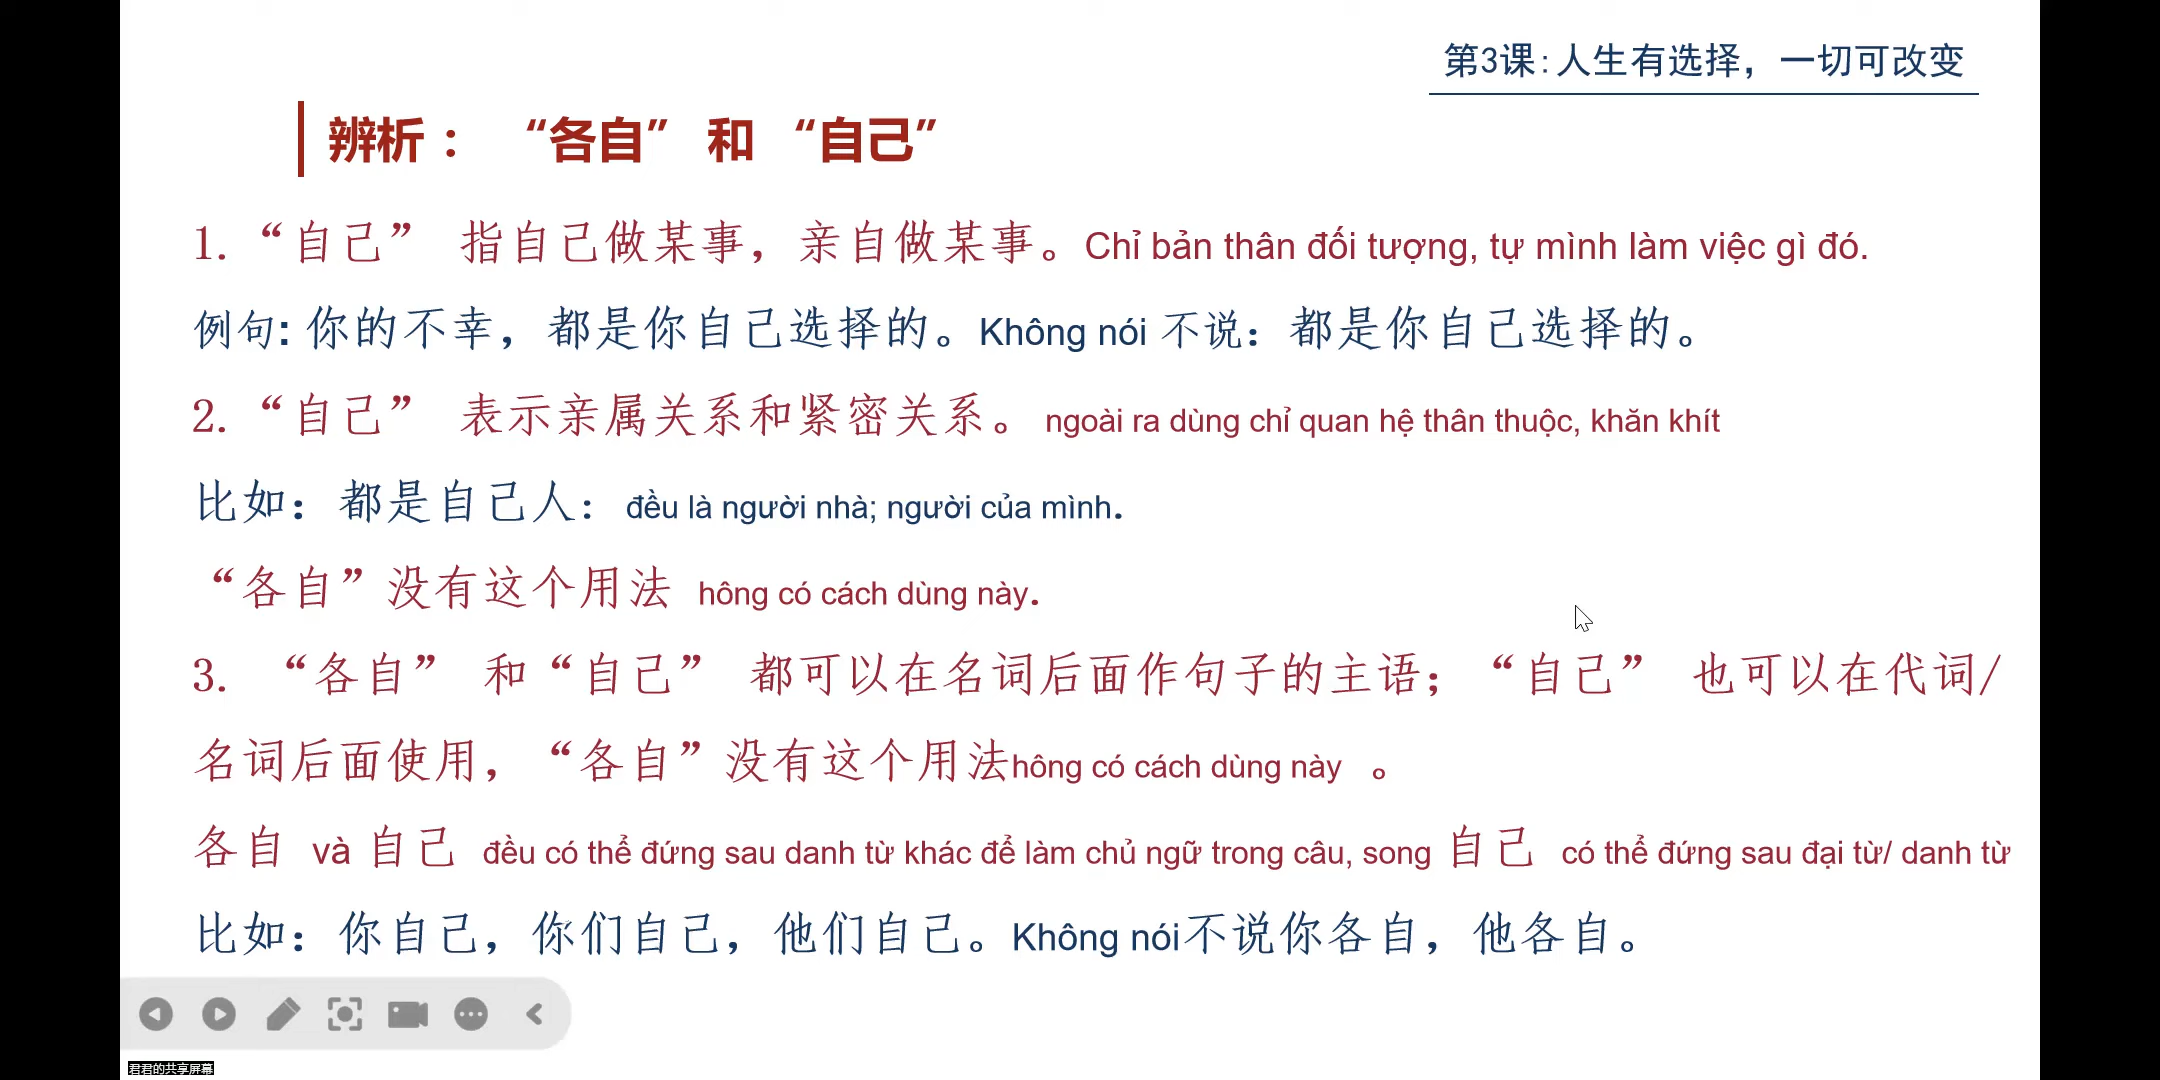 第3课:人生有选择，一切可改变
辨析： “各自” 和 “自己”
1. “自己” 指自己做某事，亲自做某事。Chỉ bản thân đối tượng, tự mình làm việc gì đó.
例句: 你的不幸，都是你自己选择的。Không nói 不说：都是你自己选择的。
2. “自己” 表示亲属关系和紧密关系。 ngoài ra dùng chỉ quan hệ thân thuộc, khăn khít
比如：都是自己人： đều là người nhà; người của mình.
“各自”没有这个用法 hông có cách dùng này.
3. “各自” 和“自己” 都可以在名词后面作句子的主语；“自己” 也可以在代词/
名词后面使用，“各自”没有这个用法hông có cách dùng này 。
各自 và 自己 đều có thể đứng sau danh từ khác để làm chủ ngữ trong câu, song 自己 có thể đứng sau đại từ/ danh từ
比如：你自己，你们自己，他们自己。Không nói不说你各自，他各自。
君君的共享屏幕